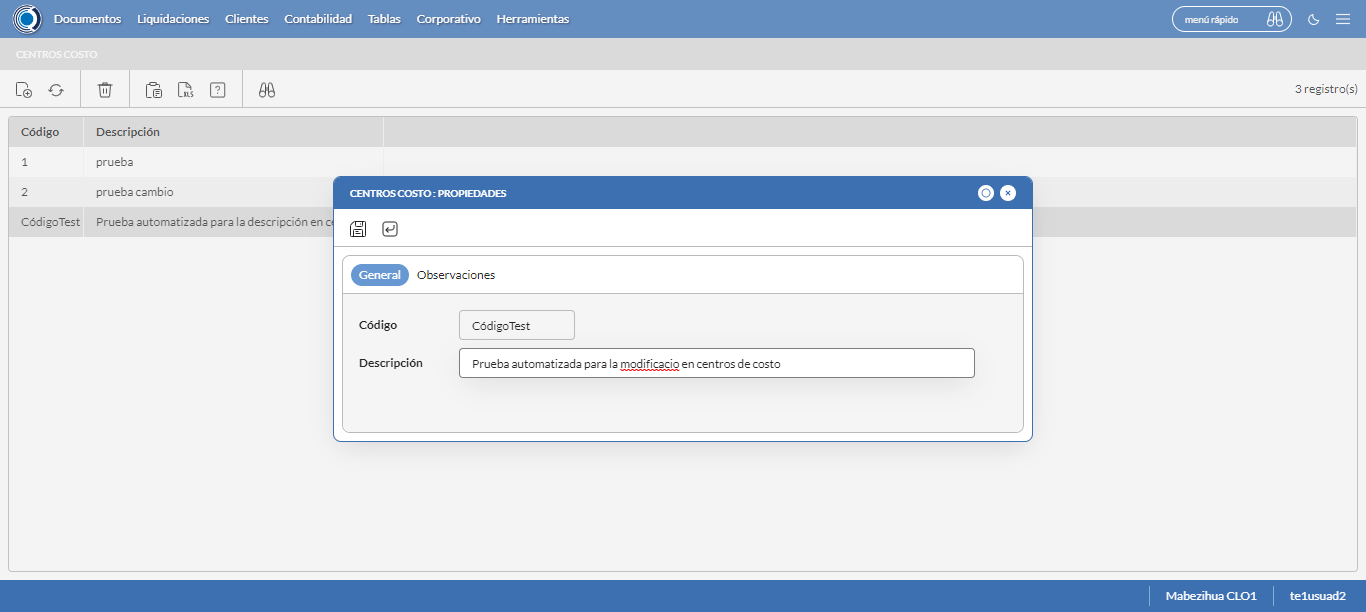 Documentos Liquidaciones Clientes Contabilidad Tablas Corporativo Herramientas menú rápido
CENTROS COSTO
XLS ? 3 registro(s)
Código Descripción
1 prueba
2 prueba cambio
CódigoTest Prueba automatizada para la descripción en ce
CENTROS COSTO : PROPIEDADES
General Observaciones
Código CódigoTest
Descripción Prueba automatizada para la modificacio en centros de costo
Mabezihua CLO1 te1usuad2